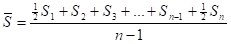 S̅ = (½S₁ + S₂ + S₃ + ... + Sₙ₋₁ + ½Sₙ) / (n − 1)